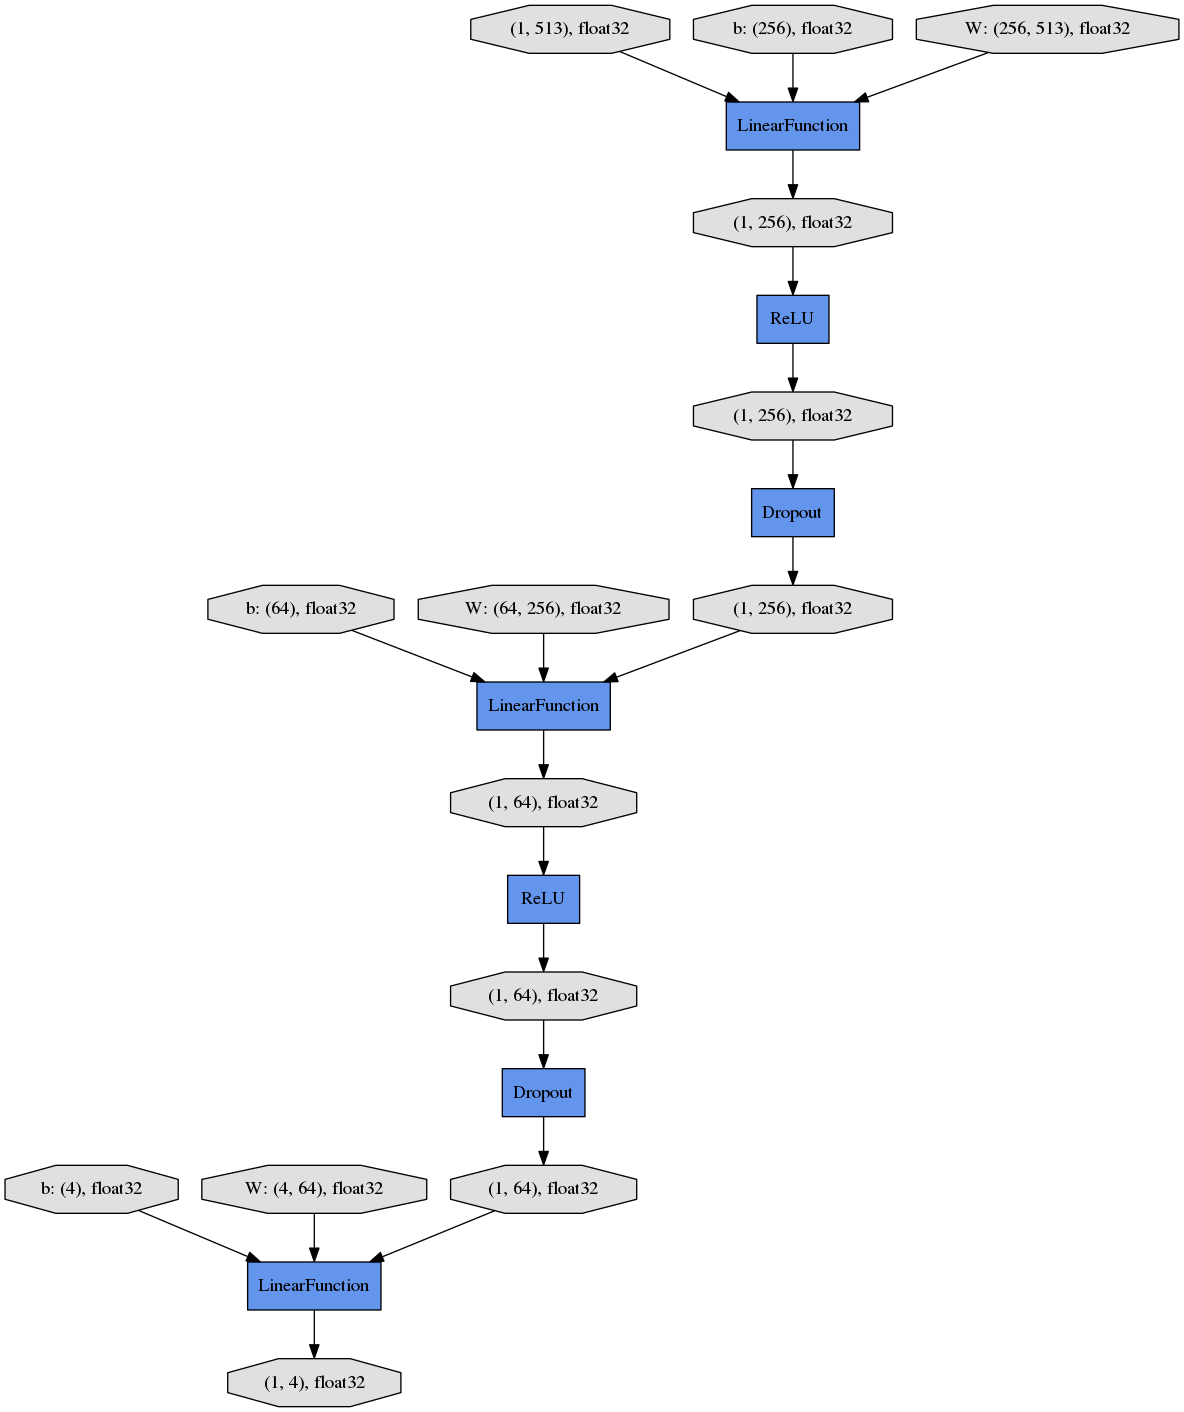 (1, 513), float32
b: (256), float32
W: (256, 513), float32
LinearFunction
(1, 256), float32
ReLU
(1, 256), float32
Dropout
b: (64), float32
W: (64, 256), float32
(1, 256), float32
LinearFunction
(1, 64), float32
ReLU
(1, 64), float32
Dropout
b: (4), float32
W: (4, 64), float32
(1, 64), float32
LinearFunction
(1, 4), float32